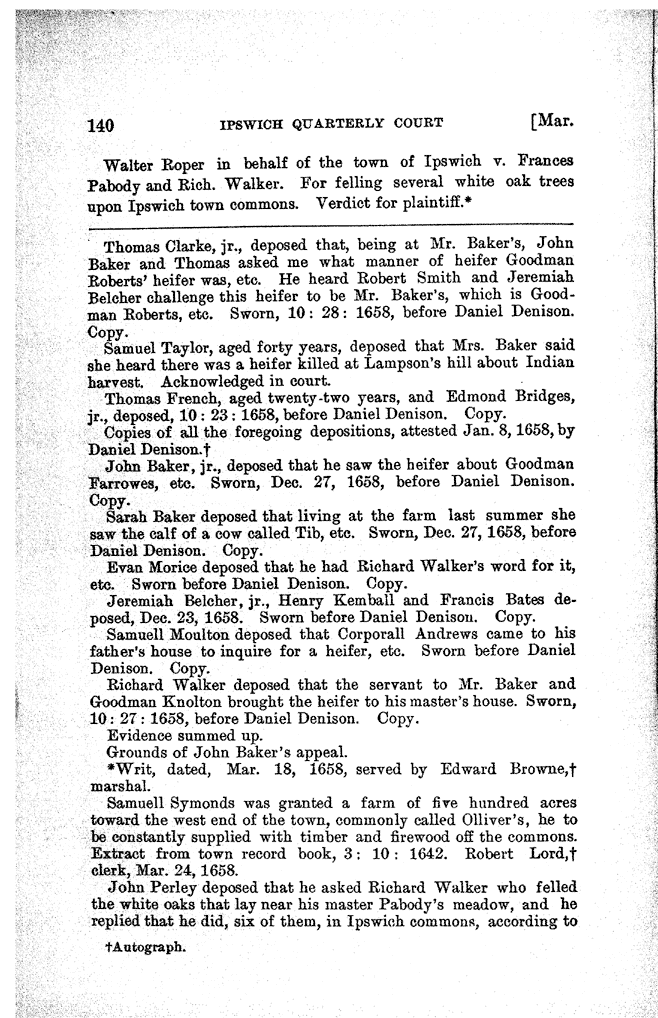 140 IPSWICH QUARTERLY COURT [Mar.
Walter Roper in behalf of the town of Ipswich v. Frances
Pabody and Rich. Walker. For felling several white oak trees
upon Ipswich town commons. Verdict for plaintiff.*
Thomas Clarke, jr., deposed that, being at Mr. Baker's, John
Baker and Thomas asked me what manner of heifer Goodman
Roberts' heifer was, etc. He heard Robert Smith and Jeremiah
Belcher challenge this heifer to be Mr. Baker's, which is Good-
man Roberts, etc. Sworn, 10: 28: 1658, before Daniel Denison.
Copy.
Samuel Taylor, aged forty years, deposed that Mrs. Baker said
she heard there was a heifer killed at Lampson's hill about Indian
harvest. Acknowledged in court.
Thomas French, aged twenty-two years, and Edmond Bridges,
jr., deposed, 10 : 23 : 1658, before Daniel Denison. Copy.
Copies of all the foregoing depositions, attested Jan. 8, 1658, by
Daniel Denison.†
John Baker, jr., deposed that he saw the heifer about Goodman
Farrowes, etc. Sworn, Dec. 27, 1658, before Daniel Denison.
Copy.
Sarah Baker deposed that living at the farm last summer she
saw the calf of a cow called Tib, etc. Sworn, Dec. 27, 1658, before
Daniel Denison. Copy.
Evan Morice deposed that he had Richard Walker's word for it,
etc. Sworn before Daniel Denison. Copy.
Jeremiah Belcher, jr., Henry Kemball and Francis Bates de-
posed, Dec. 23, 1658. Sworn before Daniel Denison. Copy.
Samuell Moulton deposed that Corporall Andrews came to his
father's house to inquire for a heifer, etc. Sworn before Daniel
Denison. Copy.
Richard Walker deposed that the servant to Mr. Baker and
Goodman Knolton brought the heifer to his master's house. Sworn,
10: 27: 1658, before Daniel Denison. Copy.
Evidence summed up.
Grounds of John Baker's appeal.
*Writ, dated, Mar. 18, 1658, served by Edward Browne,†
marshal.
Samuell Symonds was granted a farm of five hundred acres
toward the west end of the town, commonly called Olliver's, he to
be constantly supplied with timber and firewood off the commons.
Extract from town record book, 3: 10: 1642. Robert Lord,†
clerk, Mar. 24, 1658.
John Perley deposed that he asked Richard Walker who felled
the white oaks that lay near his master Pabody's meadow, and he
replied that he did, six of them, in Ipswich commons, according to
†Autograph.